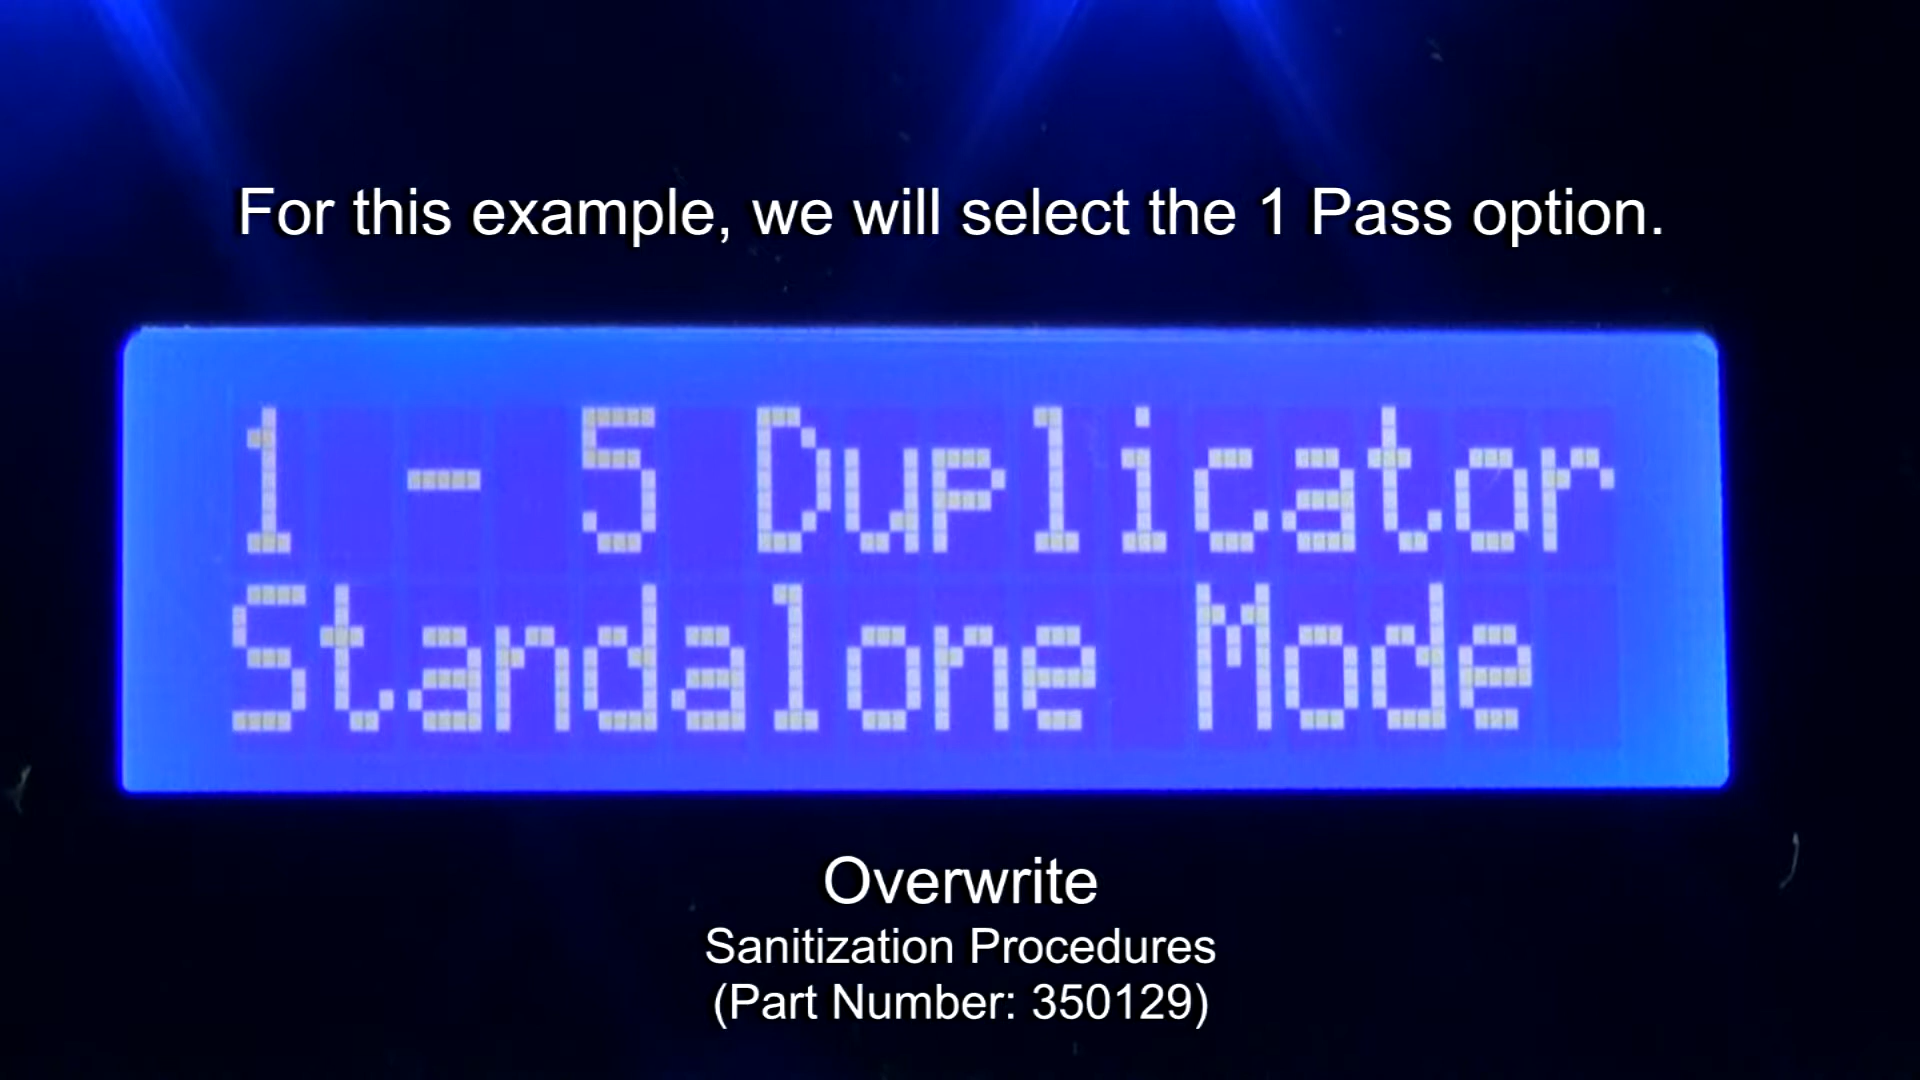 For this example, we will select the 1 Pass option.
1 - 5 Duplicator
Standalone Mode
Overwrite
Sanitization Procedures
(Part Number: 350129)